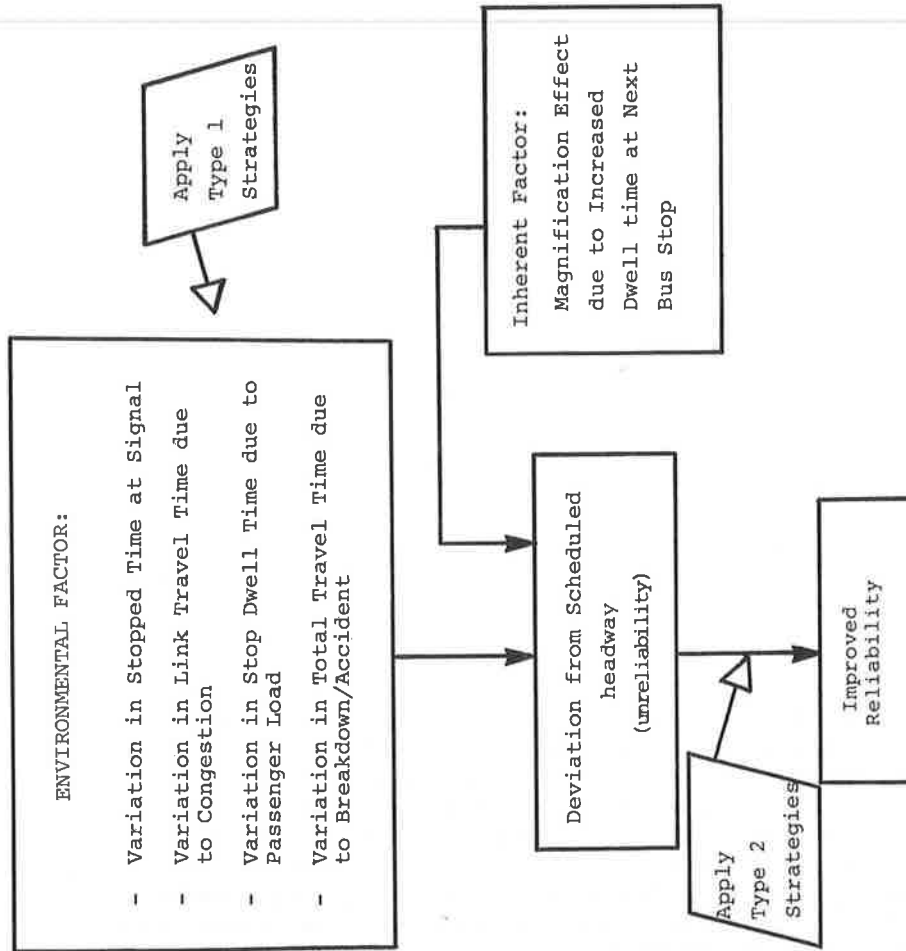 ENVIRONMENTAL FACTOR:
- Variation in Stopped Time at Signal
- Variation in Link Travel Time due
to Congestion
- Variation in Stop Dwell Time due to
Passenger Load
- Variation in Total Travel Time due
to Breakdown/Accident
Apply
Type 1
Strategies
Inherent Factor:
Magnification Effect
due to Increased
Dwell time at Next
Bus Stop
Deviation from Scheduled
headway
(unreliability)
Apply
Type 2
Strategies
Improved
Reliability